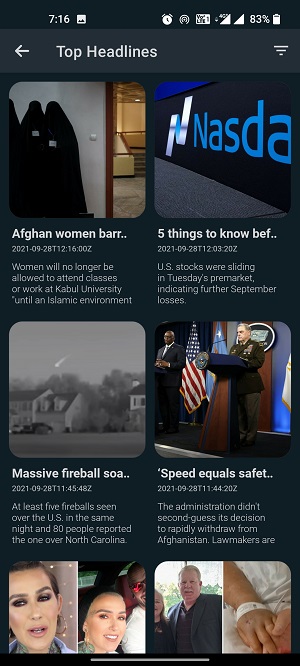 7:16 83%
Top Headlines
Nasda
Afghan women barr..
2021-09-28T12:16:00Z
Women will no longer be
allowed to attend classes
or work at Kabul University
"until an Islamic environment
5 things to know bef..
2021-09-28T12:03:20Z
U.S. stocks were sliding
in Tuesday's premarket,
indicating further September
losses.
Massive fireball soa..
2021-09-28T11:45:48Z
At least five fireballs seen
over the U.S. in the same
night and 80 people reported
the one over North Carolina.
‘Speed equals safet..
2021-09-28T11:44:20Z
The administration didn't
second-guess its decision
to rapidly withdraw from
Afghanistan. Lawmakers are